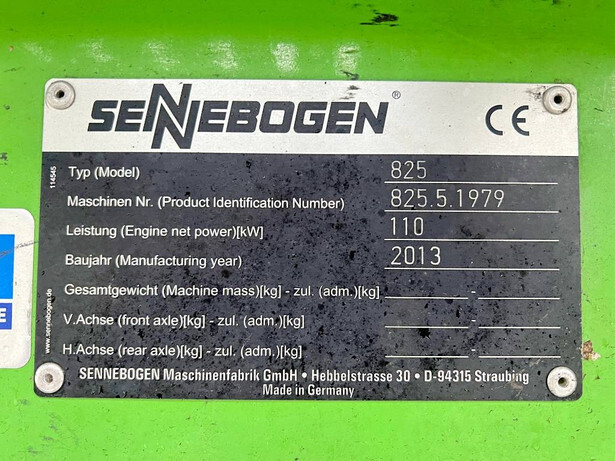 SENNEBOGEN ®
CE
114545
Typ (Model) 825
Maschinen Nr. (Product Identification Number) 825.5.1979
Leistung (Engine net power)[kW] 110
Baujahr (Manufacturing year) 2013
Gesamtgewicht (Machine mass)[kg] - zul. (adm.)[kg] -
V.Achse (front axle)[kg] - zul. (adm.)[kg] -
H.Achse (rear axle)[kg] - zul. (adm.)[kg] -
www.sennebogen.de
SENNEBOGEN Maschinenfabrik GmbH • Hebbelstrasse 30 • D-94315 Straubing
Made in Germany